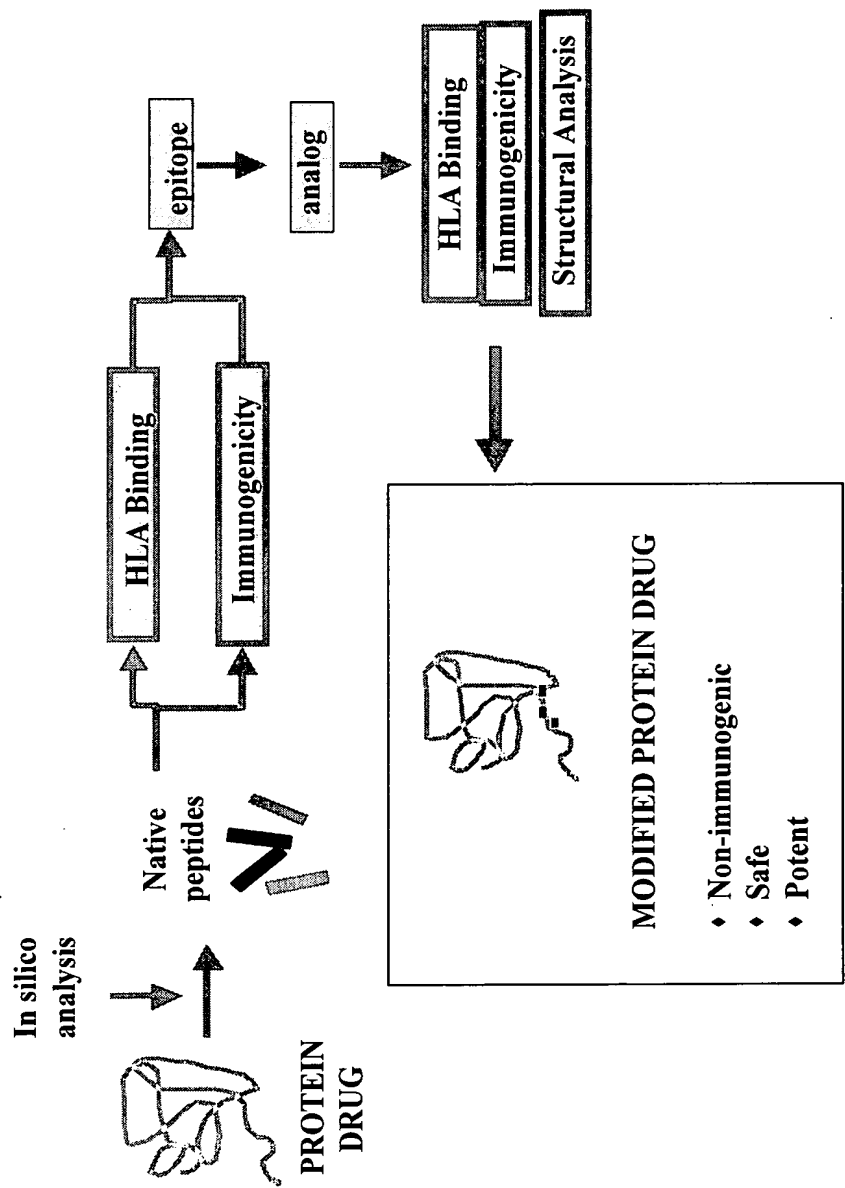 In silico
analysis
PROTEIN
DRUG
Native
peptides
HLA Binding
Immunogenicity
epitope
analog
HLA Binding
Immunogenicity
Structural Analysis
MODIFIED PROTEIN DRUG
♦ Non-immunogenic
♦ Safe
♦ Potent